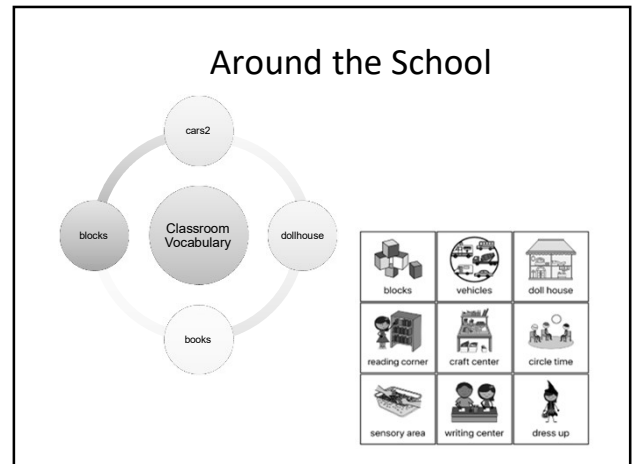 Around the School
cars2
blocks
Classroom
Vocabulary
dollhouse
books
blocks
vehicles
doll house
reading corner
craft center
circle time
sensory area
writing center
dress up